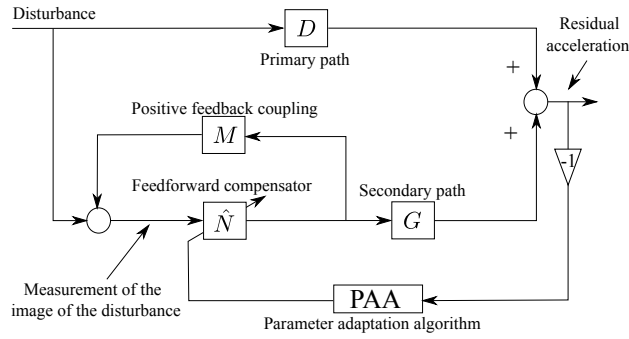 Disturbance
D
Primary path
Residual
acceleration
+
+
-1
Positive feedback coupling
M
Feedforward compensator
N̂
Secondary path
G
Measurement of the
image of the disturbance
PAA
Parameter adaptation algorithm